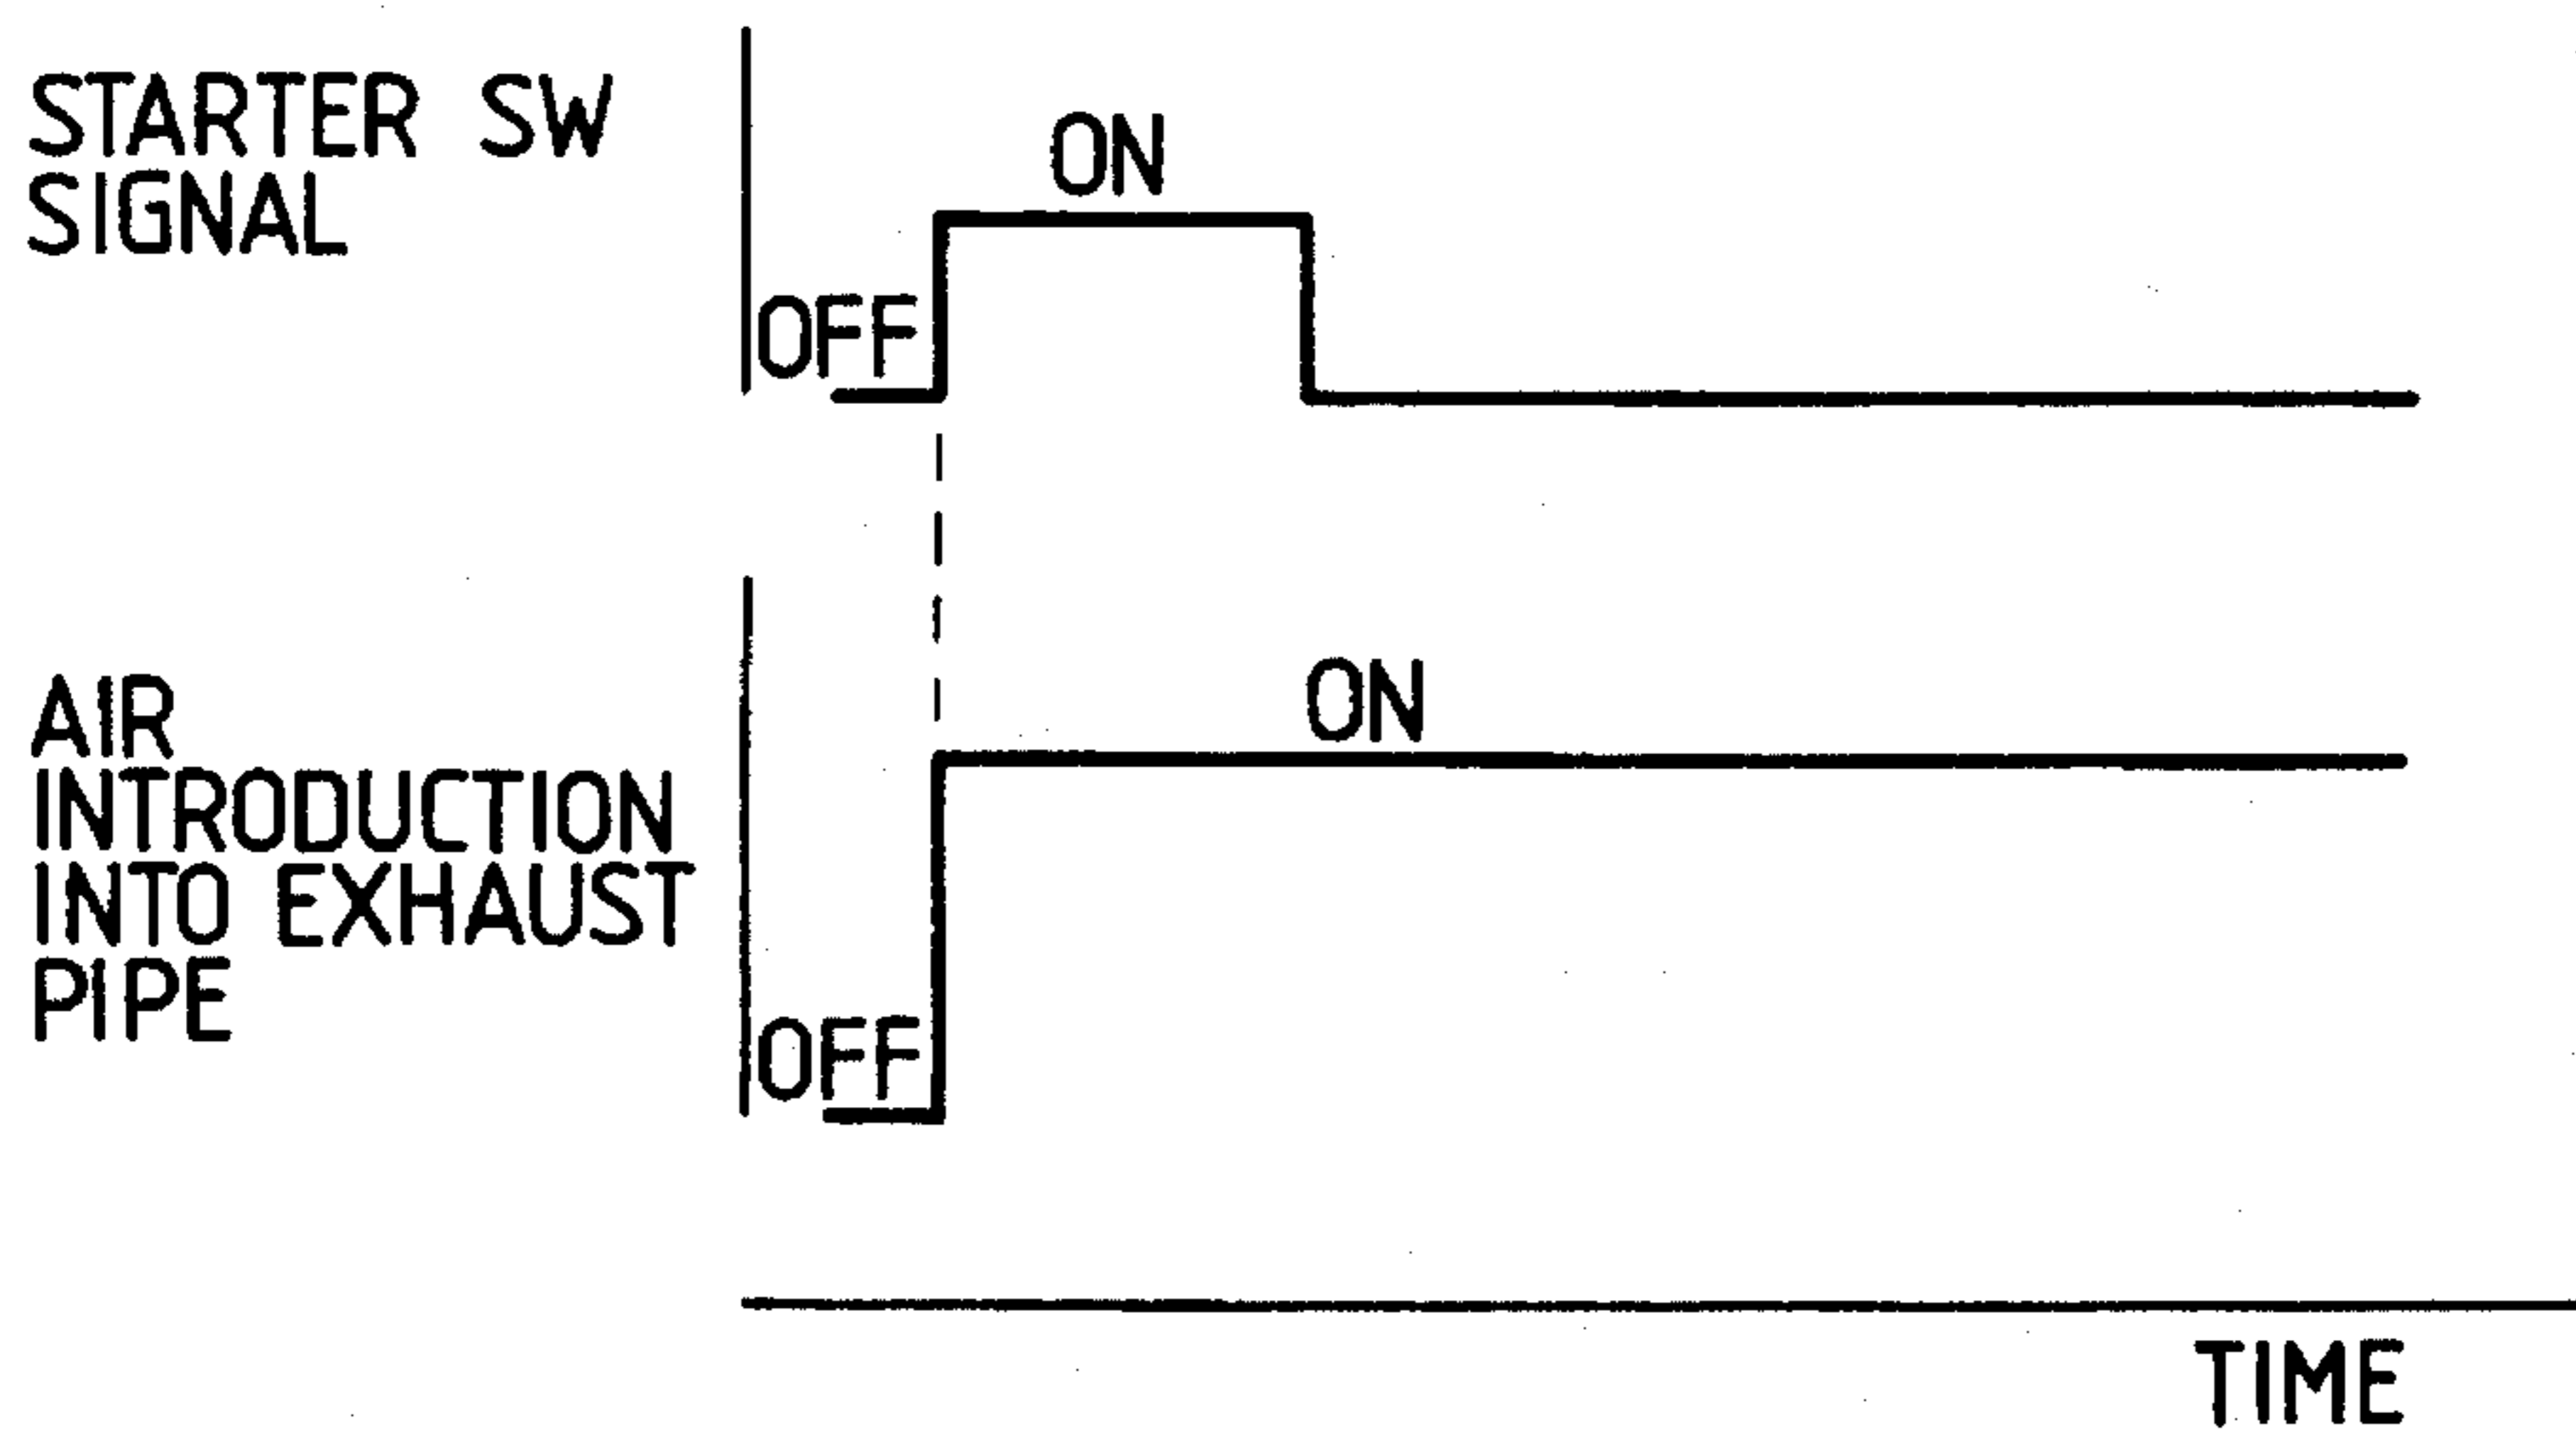 STARTER SW
SIGNAL
ON
OFF
AIR
INTRODUCTION
INTO EXHAUST
PIPE
ON
OFF
TIME